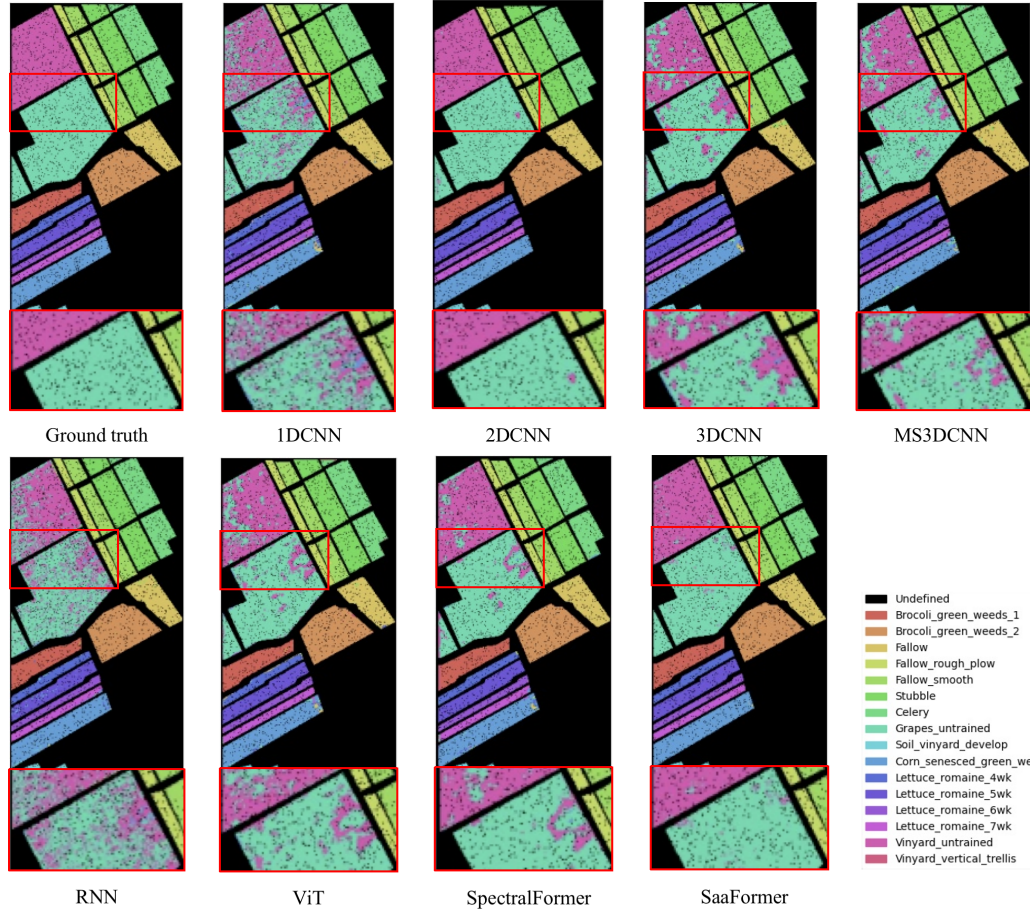 Ground truth
1DCNN
2DCNN
3DCNN
MS3DCNN
Undefined
Brocoli_green_weeds_1
Brocoli_green_weeds_2
Fallow
Fallow_rough_plow
Fallow_smooth
Stubble
Celery
Grapes_untrained
Soil_vinyard_develop
Corn_senesced_green_we
Lettuce_romaine_4wk
Lettuce_romaine_5wk
Lettuce_romaine_6wk
Lettuce_romaine_7wk
Vinyard_untrained
Vinyard_vertical_trellis
RNN
ViT
SpectralFormer
SaaFormer